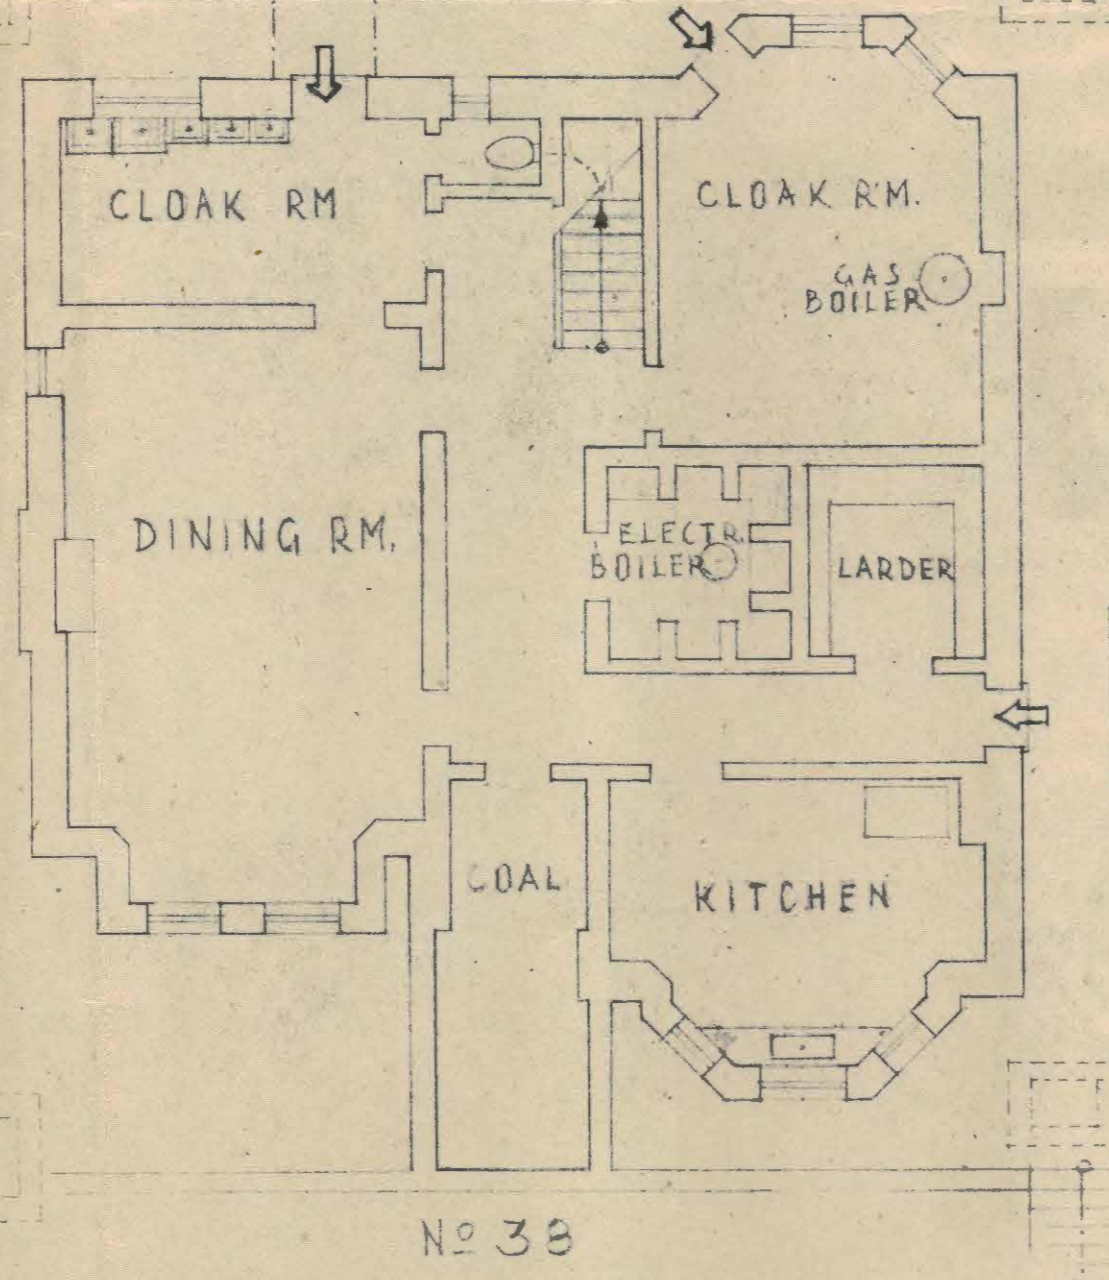 CLOAK RM
CLOAK R'M.
GAS
BOILER
DINING RM.
ELECTR.
BOILER
LARDER
COAL
KITCHEN
Nº 38